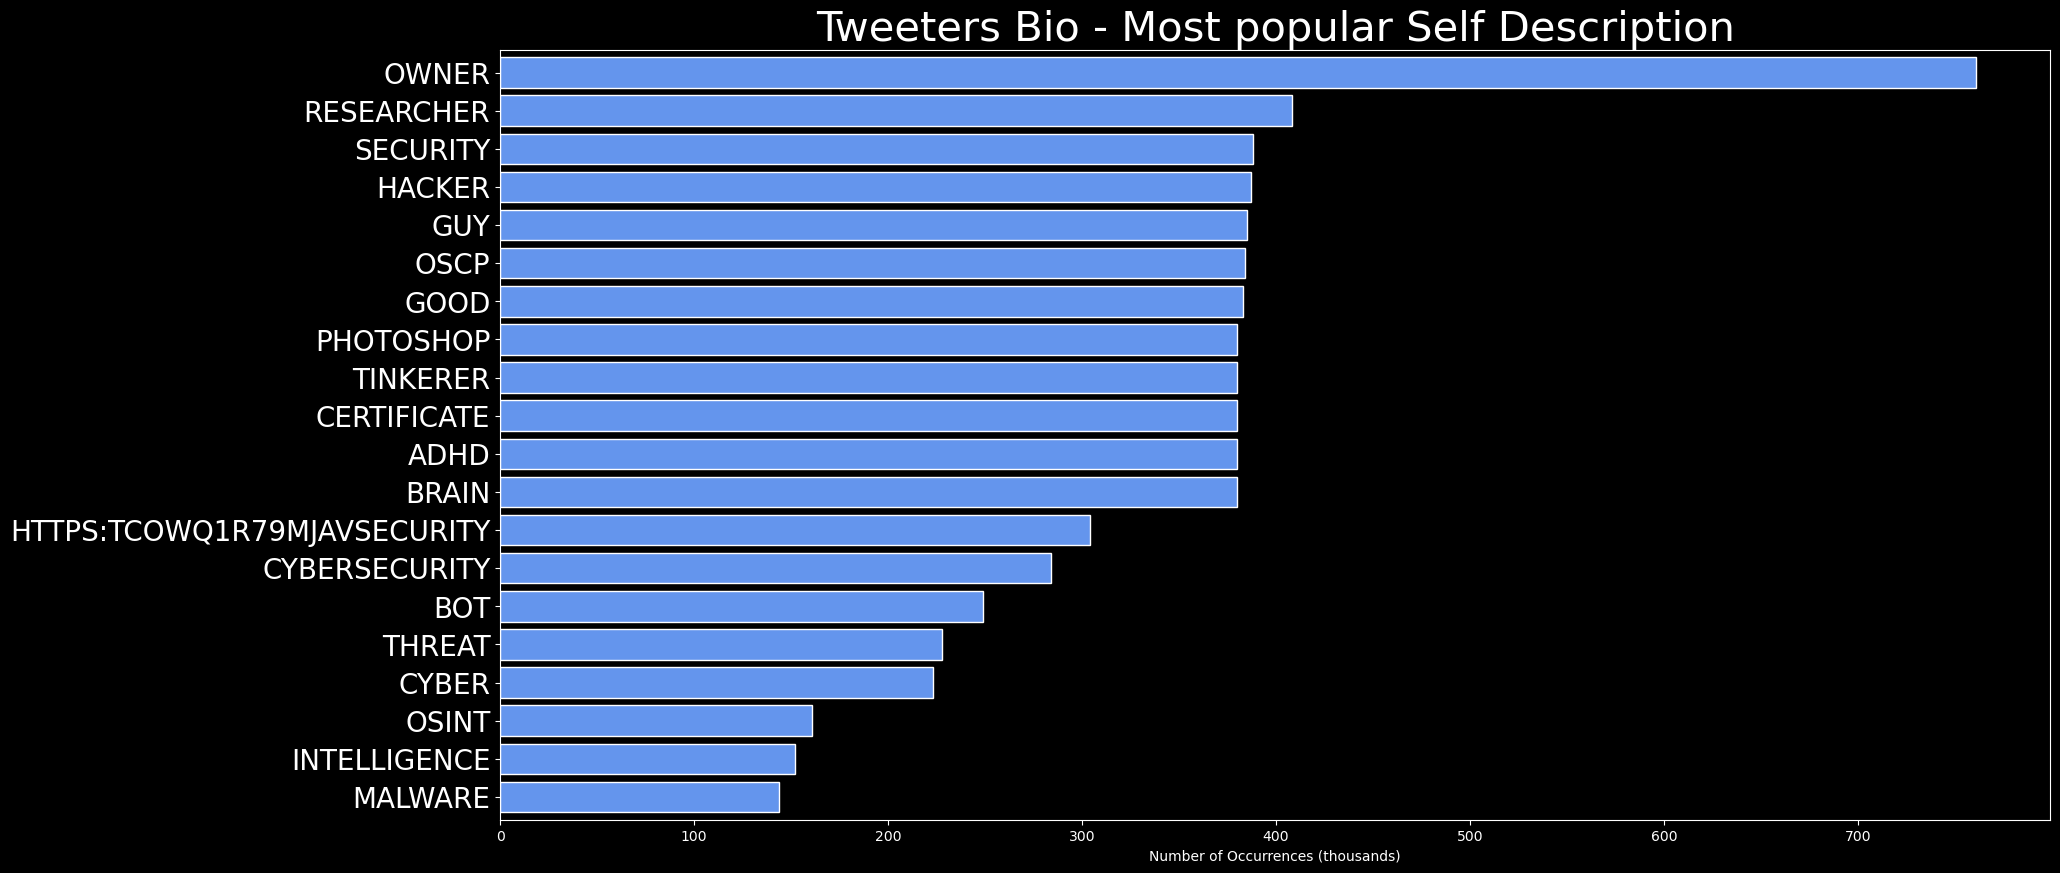 Tweeters Bio - Most popular Self Description
OWNER
RESEARCHER
SECURITY
HACKER
GUY
OSCP
GOOD
PHOTOSHOP
TINKERER
CERTIFICATE
ADHD
BRAIN
HTTPS:TCOWQ1R79MJAVSECURITY
CYBERSECURITY
BOT
THREAT
CYBER
OSINT
INTELLIGENCE
MALWARE
0 100 200 300 400 500 600 700
Number of Occurrences (thousands)